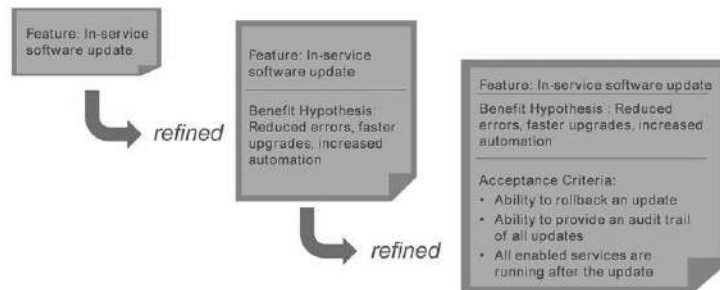 Feature: In-service
software update
refined
Feature: In-service
software update
Benefit Hypothesis:
Reduced errors, faster
upgrades, increased
automation
refined
Feature: In-service software update
Benefit Hypothesis : Reduced
errors, faster upgrades, increased
automation
Acceptance Criteria:
• Ability to rollback an update
• Ability to provide an audit trail
of all updates
• All enabled services are
running after the update